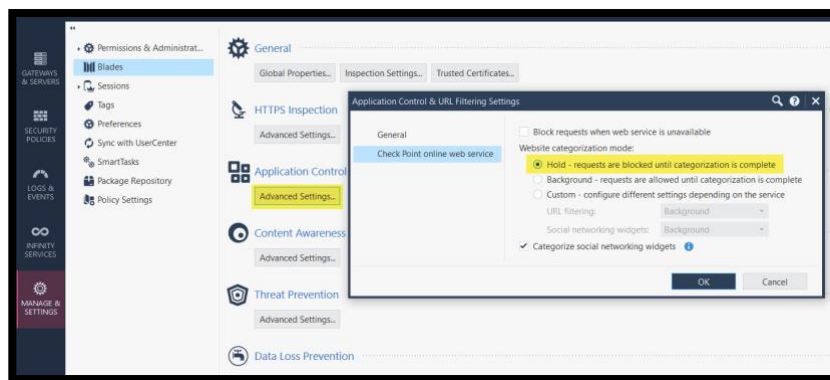 GATEWAYS
& SERVERS
SECURITY
POLICIES
LOGS &
EVENTS
INFINITY
SERVICES
MANAGE &
SETTINGS
Permissions & Administrat...
Blades
Sessions
Tags
Preferences
Sync with UserCenter
SmartTasks
Package Repository
Policy Settings
General
Global Properties... Inspection Settings... Trusted Certificates...
HTTPS Inspection
Advanced Settings...
Application Control
Advanced Settings...
Content Awareness
Advanced Settings...
Threat Prevention
Advanced Settings...
Data Loss Prevention
Application Control & URL Filtering Settings
General
Check Point online web service
Block requests when web service is unavailable
Website categorization mode:
Hold - requests are blocked until categorization is complete
Background - requests are allowed until categorization is complete
Custom - configure different settings depending on the service
URL filtering: Background
Social networking widgets: Background
Categorize social networking widgets
OK Cancel